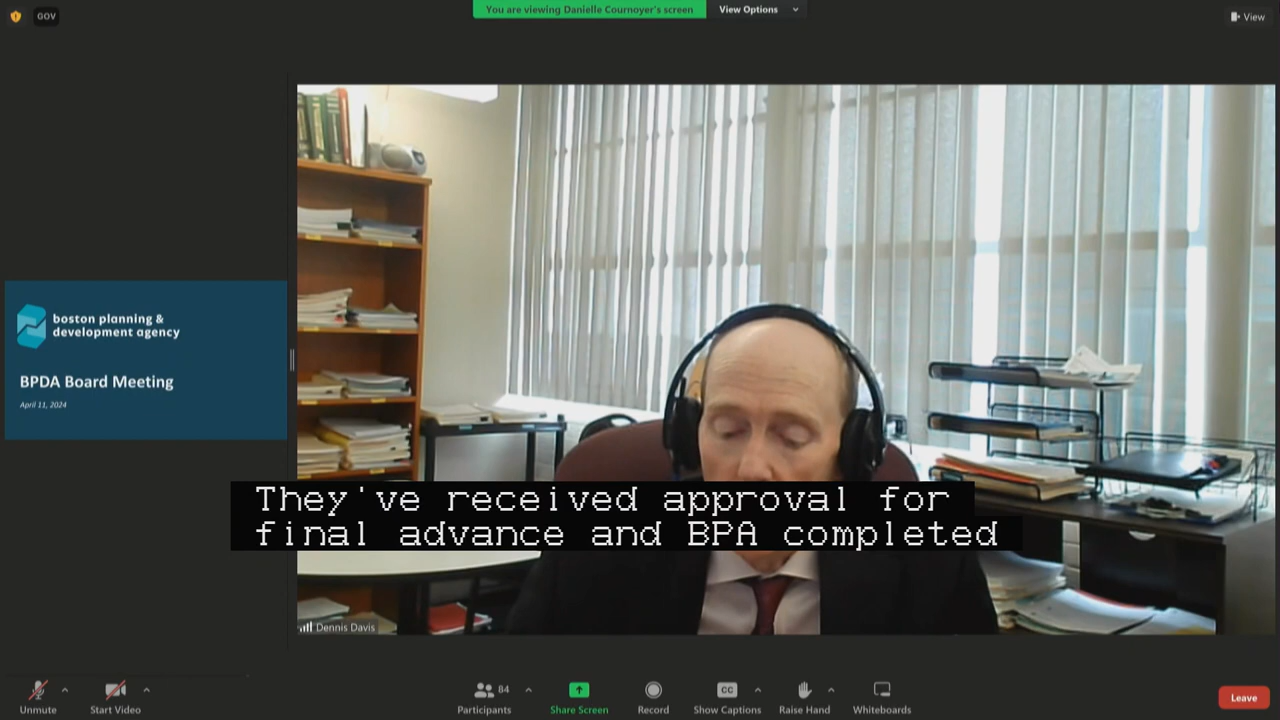 GOV
You are viewing Danielle Cournoyer's screen
View Options
View
boston planning &
development agency
BPDA Board Meeting
April 11, 2024
They've received approval for
final advance and BPA completed
Dennis Davis
Unmute
Start Video
84
Participants
Share Screen
Record
CC
Show Captions
Raise Hand
Whiteboards
Leave